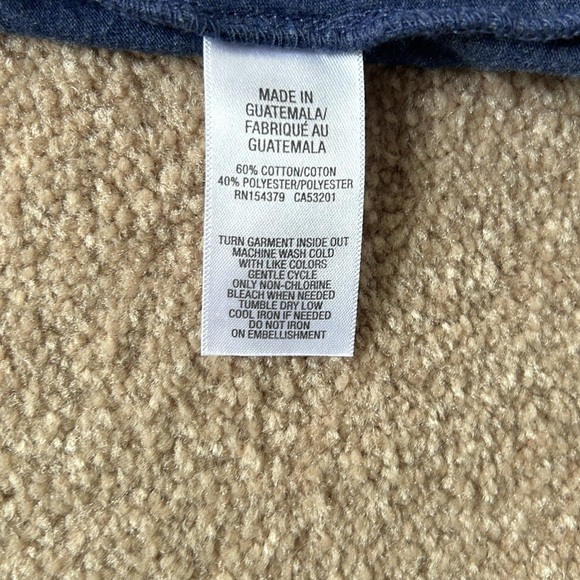 MADE IN
GUATEMALA/
FABRIQUÉ AU
GUATEMALA
60% COTTON/COTON
40% POLYESTER/POLYESTER
RN154379 CA53201
TURN GARMENT INSIDE OUT
MACHINE WASH COLD
WITH LIKE COLORS
GENTLE CYCLE
ONLY NON-CHLORINE
BLEACH WHEN NEEDED
TUMBLE DRY LOW
COOL IRON IF NEEDED
DO NOT IRON
ON EMBELLISHMENT